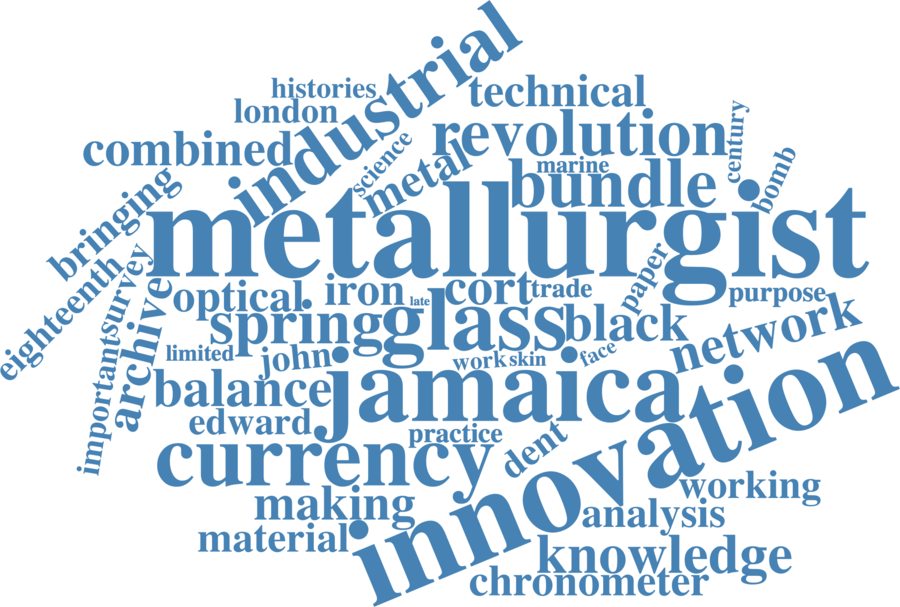 industrial
histories
technical
london
revolution
century
combined
science
metal
marine
bundle
bomb
bringing
metallurgist
eighteenth
survey
paper
archive
optical
iron
late
cort
trade
purpose
spring
glass
black
network
important
limited
john
work
skin
face
balance
jamaica
innovation
edward
practice
currency
dent
working
making
analysis
material
knowledge
chronometer